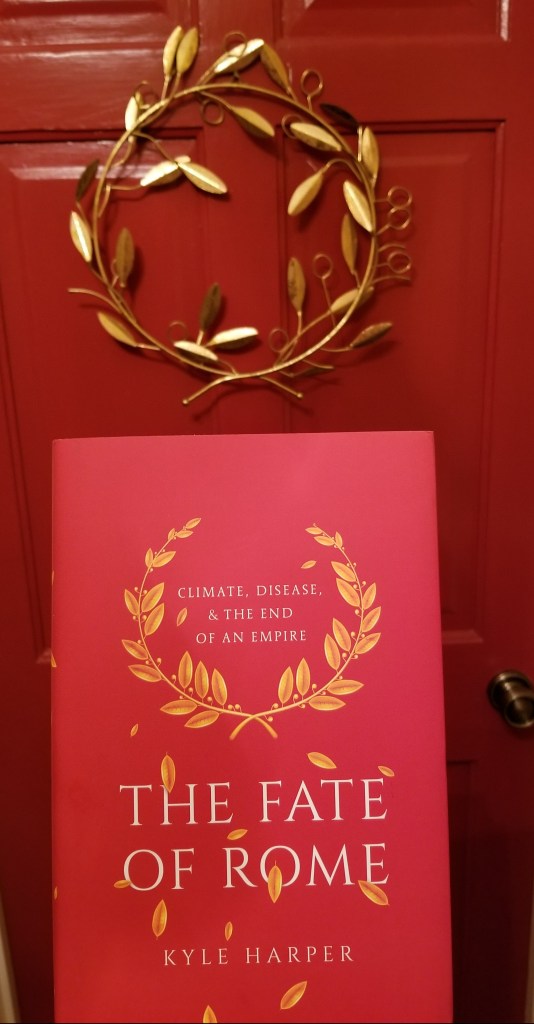 CLIMATE, DISEASE,
& THE END
OF AN EMPIRE
THE FATE
OF ROME
KYLE HARPER